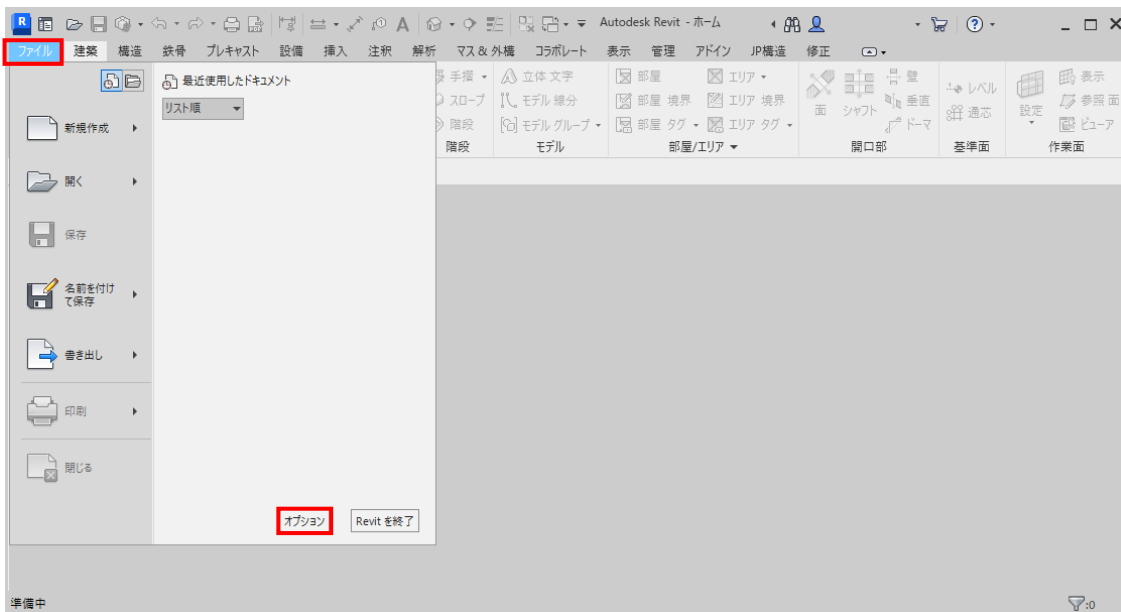 Autodesk Revit - ホーム
ファイル 建築 構造 鉄骨 プレキャスト 設備 挿入 注釈 解析 マス & 外構 コラボレート 表示 管理 アドイン JP構造 修正
最近使用したドキュメント
リスト順
新規作成
開く
保存
名前を付け
て保存
書き出し
印刷
閉じる
オプション Revit を終了
手摺 立体 文字 部屋 エリア 壁 表示
スロープ モデル 線分 部屋 境界 エリア 境界 面 シャフト 垂直 レベル 設定 参照 面
階段 モデル グループ 部屋 タグ エリア タグ ドーマ 通芯 ビューア
階段 モデル 部屋/エリア 開口部 基準面 作業面
準備中
:0